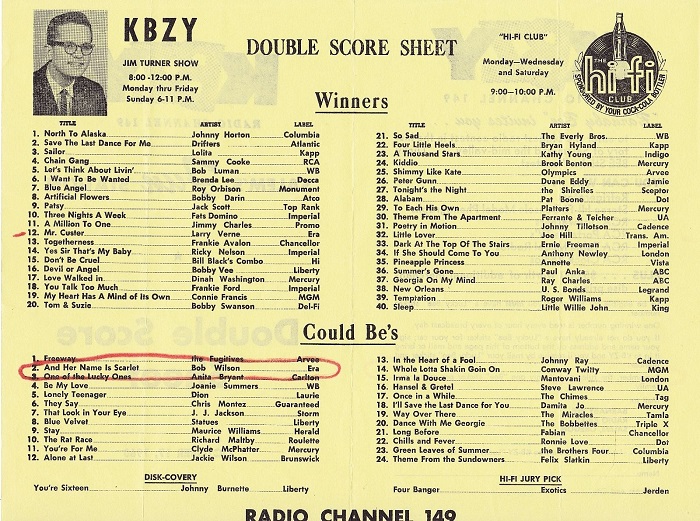 KBZY
JIM TURNER SHOW
8:00 -12:00 P.M.
Monday thru Friday
Sunday 6-11 P.M.
DOUBLE SCORE SHEET
"HI-FI CLUB"
Monday—Wednesday
and Saturday
9:00—10:00 P.M.
THE
hi-fi
CLUB
SPONSORED BY YOUR COCA-COLA BOTTLER
Winners
TITLE ARTIST LABEL
1. North To Alaska Johnny Horton Columbia
2. Save The Last Dance For Me Drifters Atlantic
3. Sailor Lolita Kapp
4. Chain Gang Sammy Cooke RCA
5. Let's Think About Livin' Bob Luman WB
6. I Want To Be Wanted Brenda Lee Decca
7. Blue Angel Roy Orbison Monument
8. Artificial Flowers Bobby Darin Atco
9. Patsy Jack Scott Top Rank
10. Three Nights A Week Fats Domino Imperial
11. A Million To One Jimmy Charles Promo
12. Mr. Custer Larry Verne Era
13. Togetherness Frankie Avalon Chancellor
14. Yes Sir That's My Baby Ricky Nelson Imperial
15. Don't Be Cruel Bill Black's Combo Hi
16. Devil or Angel Bobby Vee Liberty
17. Love Walked in Dinah Washington Mercury
18. You Talk Too Much Frankie Ford Imperial
19. My Heart Has A Mind of Its Own Connie Francis MGM
20. Tom & Suzie Bobby Swanson Del-Fi
TITLE ARTIST LABEL
21. So Sad The Everly Bros. WB
22. Four Little Heels Bryan Hyland Kapp
23. A Thousand Stars Kathy Young Indigo
24. Kiddio Brook Benton Mercury
25. Shimmy Like Kate Olympics Arvee
26. Peter Gunn Duane Eddy Jamie
27. Tonight's the Night the Shirelles Scepter
28. Alabam Pat Boone Dot
29. To Each His Own Platters Mercury
30. Theme From The Apartment Ferrante & Teicher UA
31. Poetry in Motion Johnny Tillotson Cadence
32. Little Lover Joe Hill Trans. Am.
33. Dark At The Top Of The Stairs Ernie Freeman Imperial
34. If She Should Come To You Anthony Newley London
35. Pineapple Princess Annette Vista
36. Summer's Gone Paul Anka ABC
37. Georgia On My Mind Ray Charles ABC
38. New Orleans U. S. Bonds Legrand
39. Temptation Roger Williams Kapp
40. Sleep Little Willie John King
Could Be's
1. Freeway the Fugitives Arvee
2. And Her Name Is Scarlet Bob Wilson Era
3. One of the Lucky Ones Anita Bryant Carlton
4. Be My Love Joanie Summers WB
5. Lonely Teenager Dion Laurie
6. They Say Chris Montez Guaranteed
7. That Look in Your Eye J. J. Jackson Storm
8. Blue Velvet Statues Liberty
9. Stay Maurice Williams Herald
10. The Rat Race Richard Maltby Roulette
11. You're For Me Clyde McPhatter Mercury
12. Alone at Last Jackie Wilson Brunswick
13. In the Heart of a Fool Johnny Ray Cadence
14. Whole Lotta Shakin Goin On Conway Twitty MGM
15. Irma la Douce Mantovani London
16. Hansel & Gretel Steve Lawrence UA
17. Once in a While The Chimes Tag
18. I'll Save the Last Dance for You Damita Jo Mercury
19. Way Over There The Miracles Tamla
20. Dance With Me Georgie The Bobbettes Triple X
21. Long Before Fabian Chancellor
22. Chills and Fever Ronnie Love Dot
23. Green Leaves of Summer the Brothers Four Columbia
24. Theme From the Sundowners Felix Slatkin Liberty
DISK-COVERY
You're Sixteen Johnny Burnette Liberty
HI-FI JURY PICK
Four Banger Exotics Jerden
RADIO CHANNEL 149